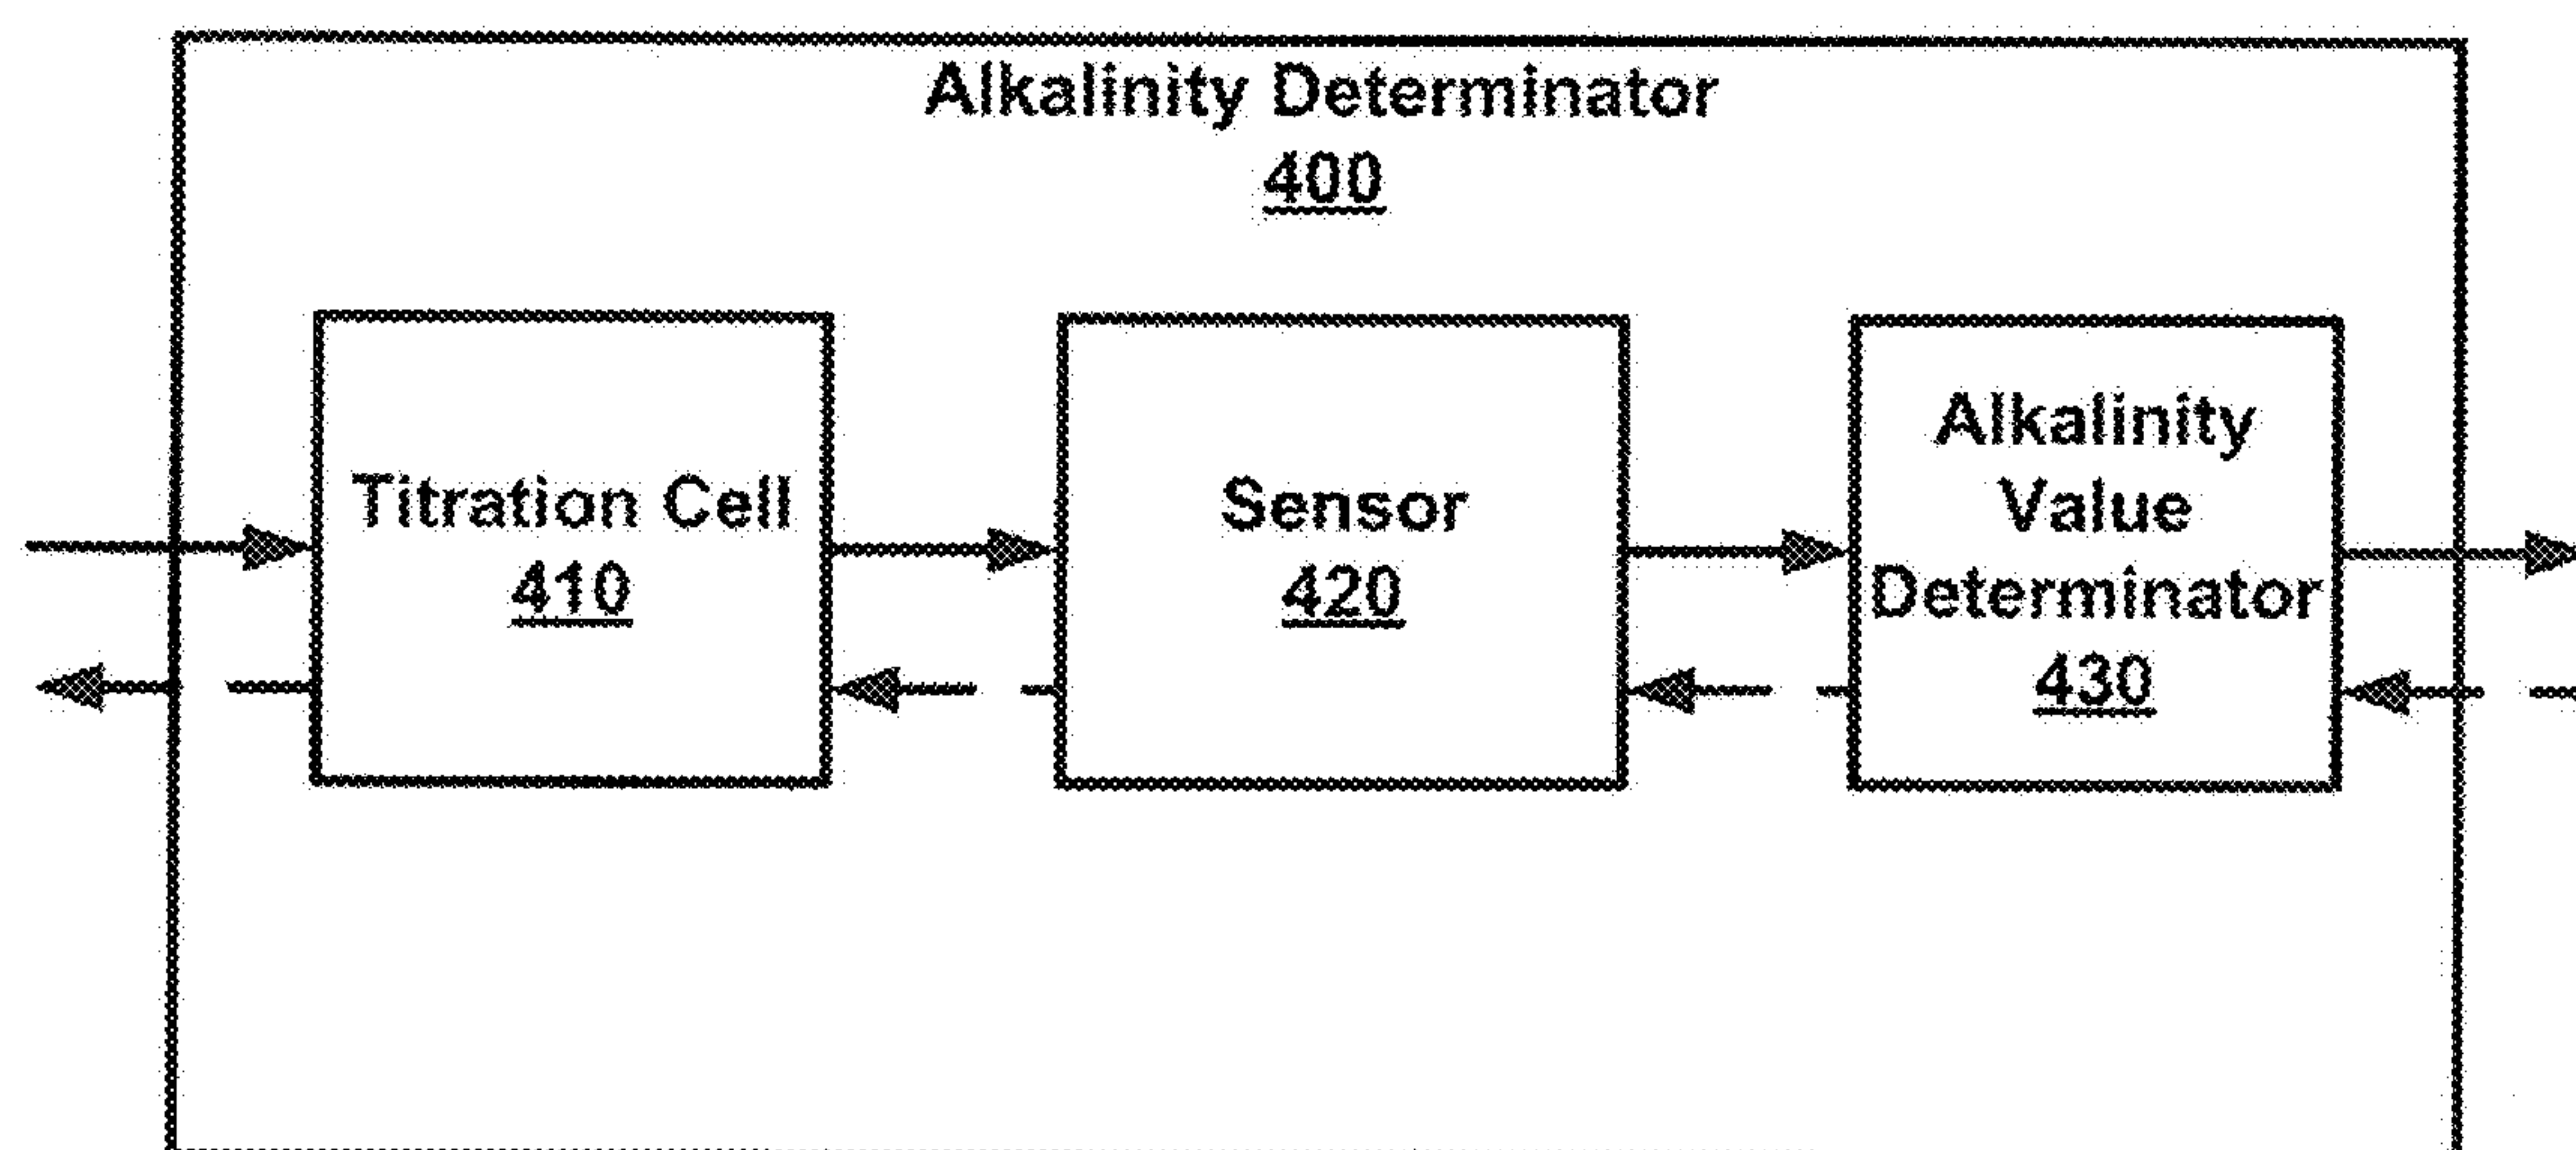 Alkalinity Determinator
400
Titration Cell
410
Sensor
420
Alkalinity
Value
Determinator
430